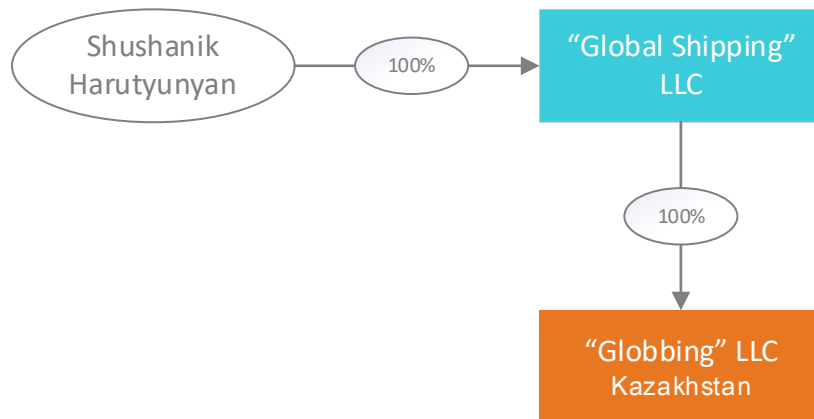 Shushanik
Harutyunyan
100%
“Global Shipping”
LLC
100%
“Globbing” LLC
Kazakhstan